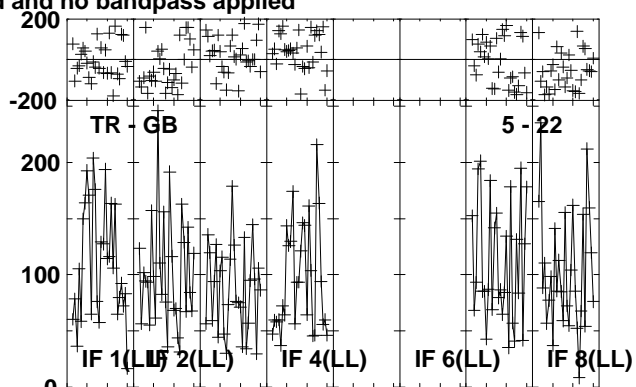 and no bandpass applied
200
-200
TR - GB 5 - 22
200
100
IF 1(LL) IF 2(LL) IF 4(LL) IF 6(LL) IF 8(LL)
0